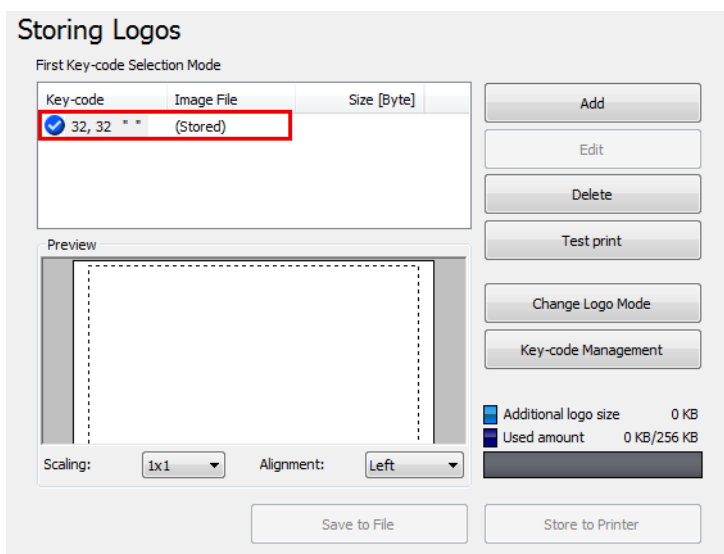 Storing Logos
First Key-code Selection Mode
Key-code Image File Size [Byte]
32, 32 " " (Stored)
Add
Edit
Delete
Test print
Preview
Change Logo Mode
Key-code Management
Additional logo size 0 KB
Used amount 0 KB/256 KB
Scaling: 1x1 Alignment: Left
Save to File Store to Printer